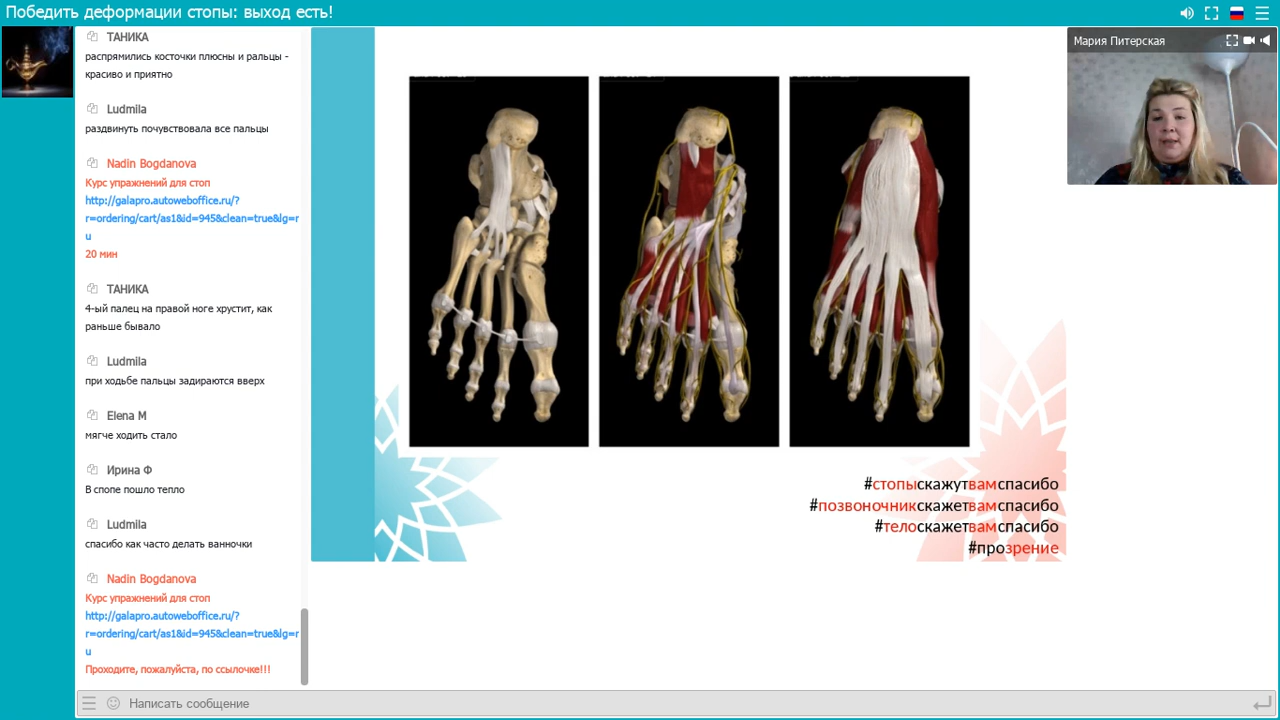 Победить деформации стопы: выход есть!
ТАНИКА
распрямились косточки плюсны и ральцы -
красиво и приятно
Ludmila
раздвинуть почувствовала все пальцы
Nadin Bogdanova
Курс упражнений для стоп
http://galapro.autoweboffice.ru/?
r=ordering/cart/as1&id=945&clean=true&lg=r
u
20 мин
ТАНИКА
4-ый палец на правой ноге хрустит, как
раньше бывало
Ludmila
при ходьбе пальцы задираются вверх
Elena M
мягче ходить стало
Ирина Ф
В спопе пошло тепло
Ludmila
спасибо как часто делать ванночки
Nadin Bogdanova
Курс упражнений для стоп
http://galapro.autoweboffice.ru/?
r=ordering/cart/as1&id=945&clean=true&lg=r
u
Проходите, пожалуйста, по ссылочке!!!
Написать сообщение
#стопыскажутвамспасибо
#позвоночникскажетвамспасибо
#телоскажетвамспасибо
#прозрение
Мария Питерская